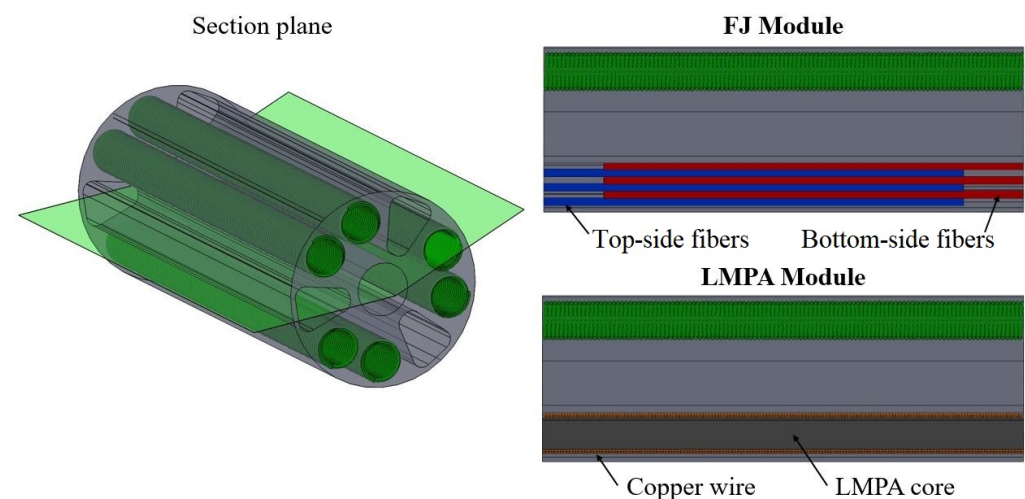 Section plane
FJ Module
Top-side fibers
Bottom-side fibers
LMPA Module
Copper wire
LMPA core